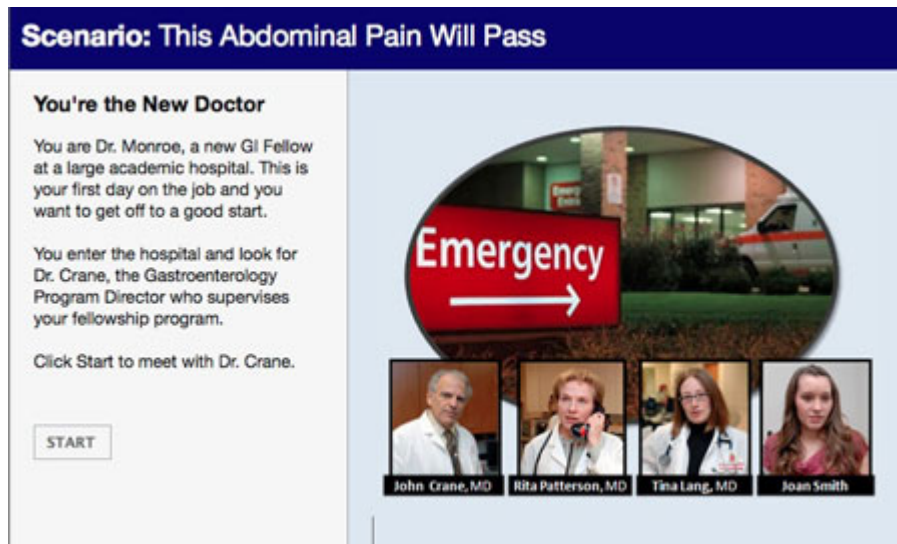 Scenario: This Abdominal Pain Will Pass
You're the New Doctor
You are Dr. Monroe, a new GI Fellow
at a large academic hospital. This is
your first day on the job and you
want to get off to a good start.
You enter the hospital and look for
Dr. Crane, the Gastroenterology
Program Director who supervises
your fellowship program.
Click Start to meet with Dr. Crane.
START
Emergency
Emergency
John Crane, MD
Rita Patterson, MD
Tina Lang, MD
Joan Smith